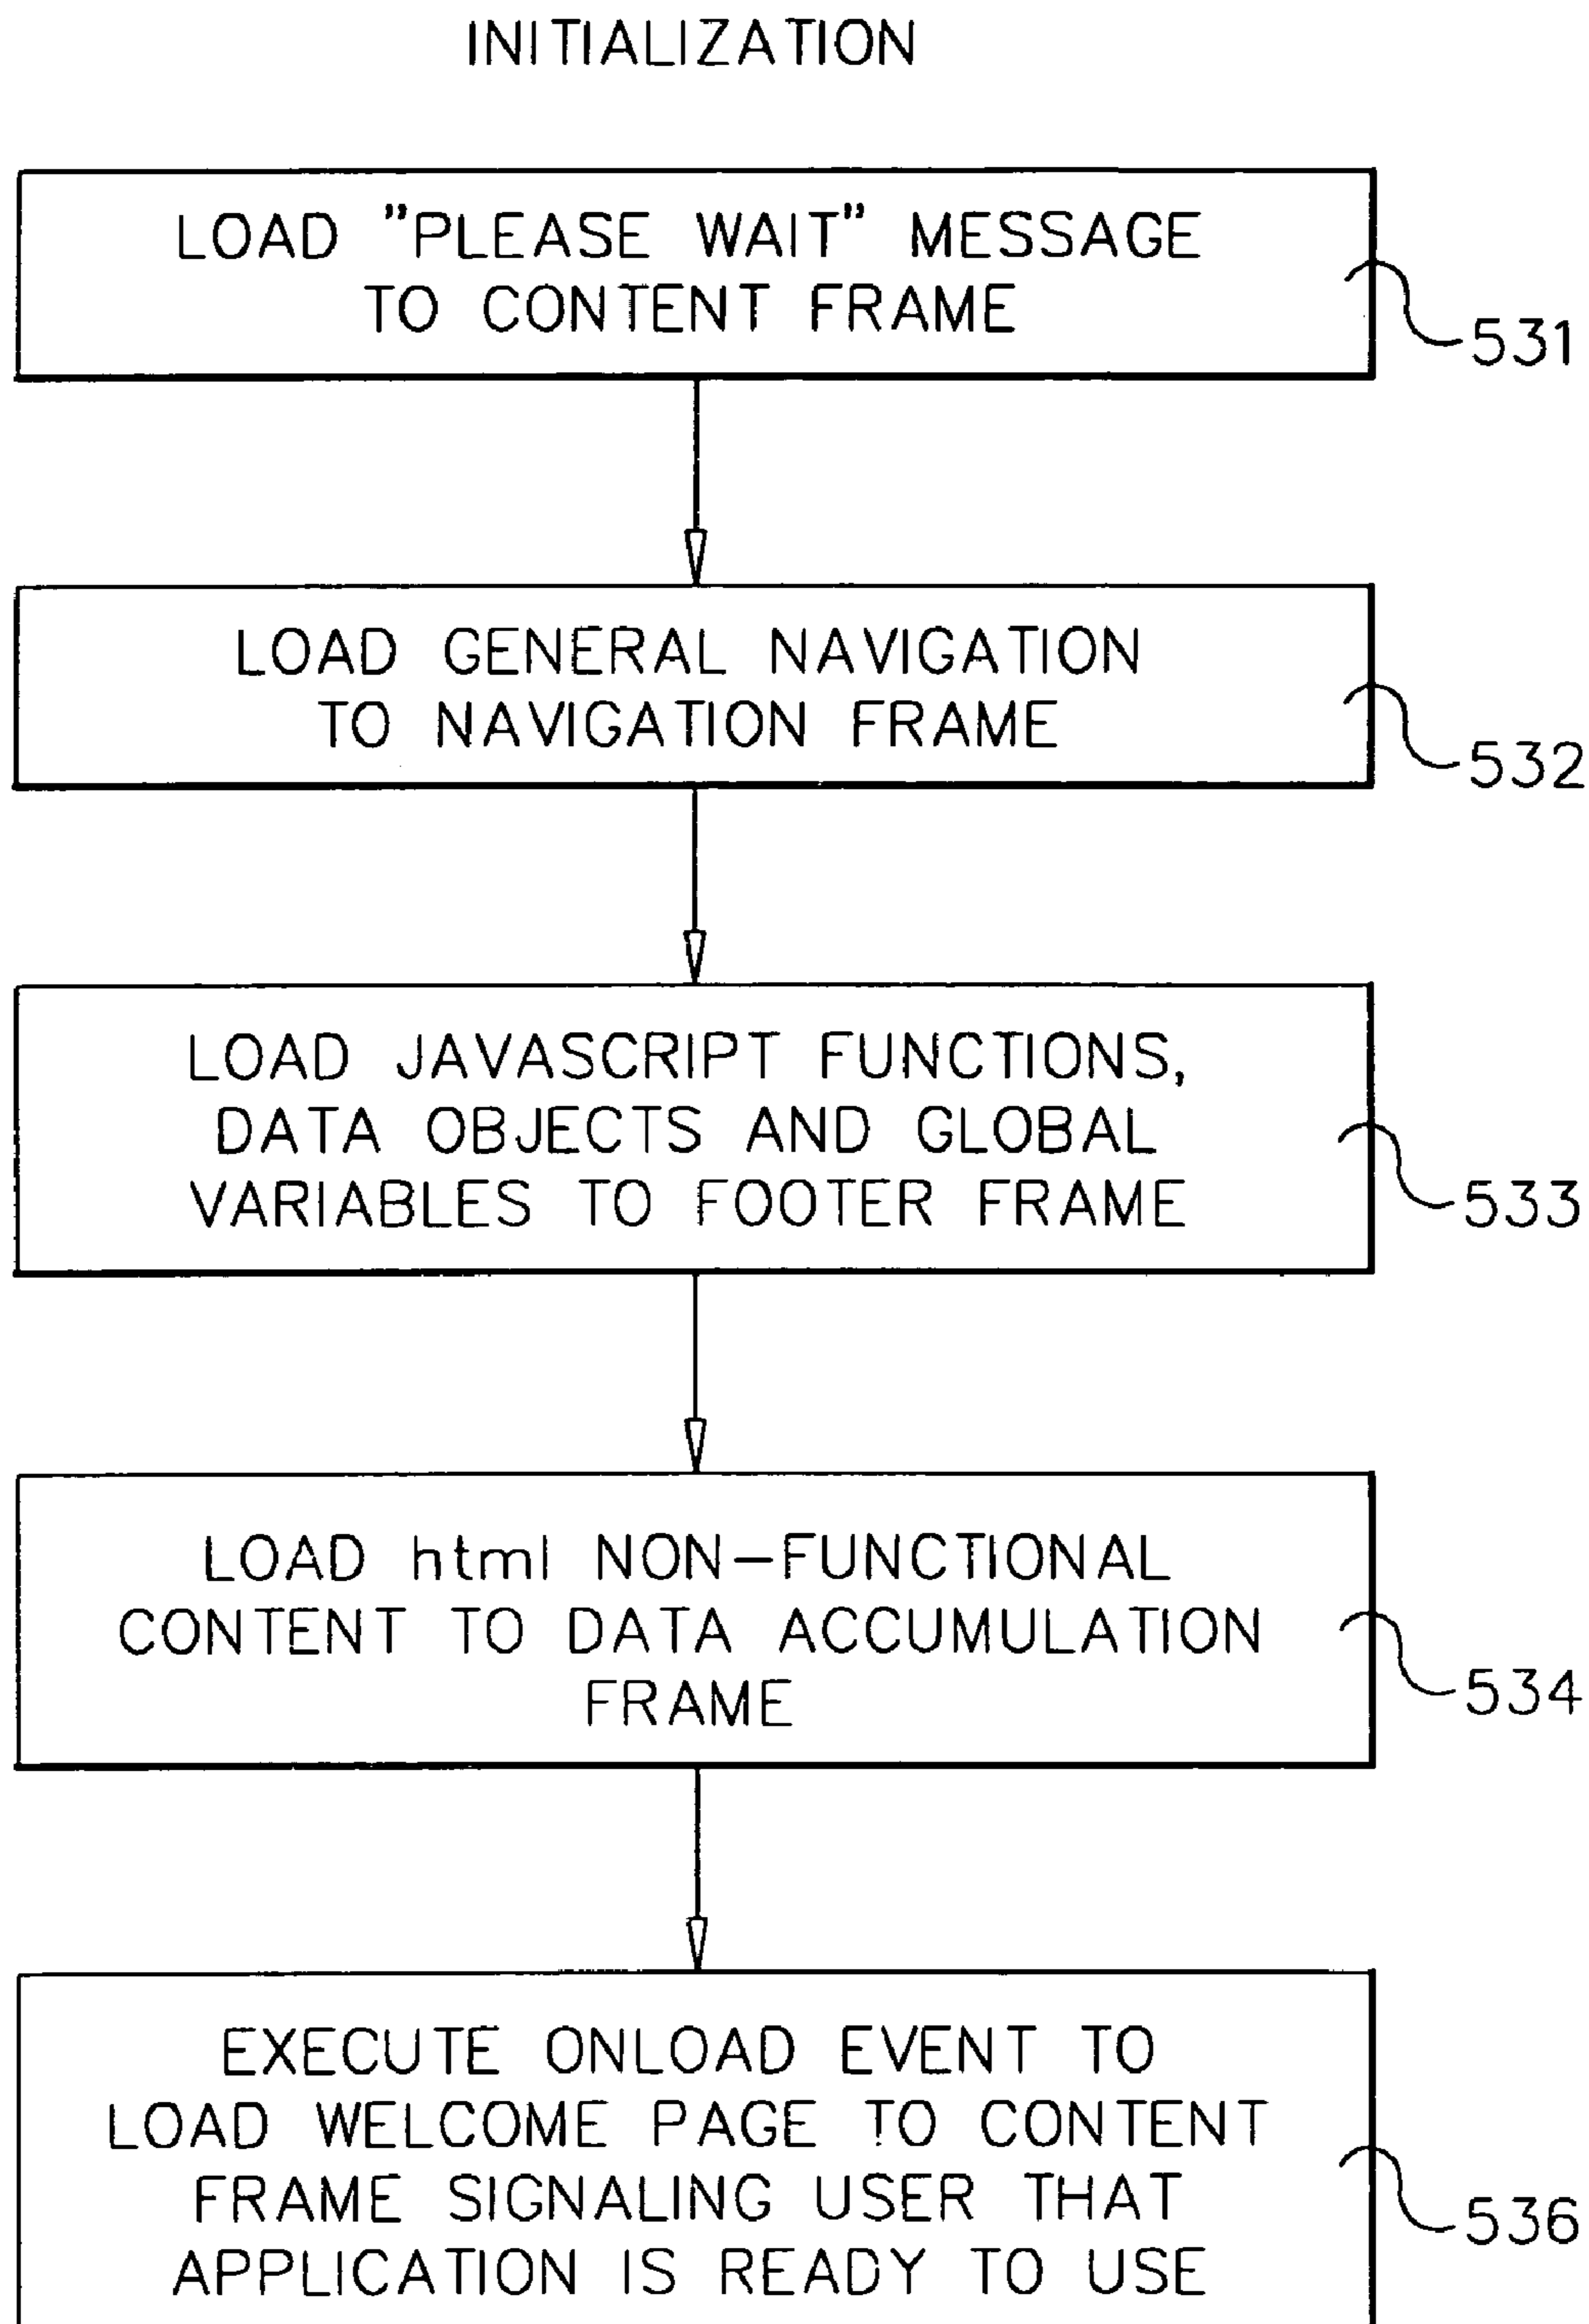 INITIALIZATION
LOAD "PLEASE WAIT" MESSAGE
TO CONTENT FRAME
531
LOAD GENERAL NAVIGATION
TO NAVIGATION FRAME
532
LOAD JAVASCRIPT FUNCTIONS,
DATA OBJECTS AND GLOBAL
VARIABLES TO FOOTER FRAME
533
LOAD html NON-FUNCTIONAL
CONTENT TO DATA ACCUMULATION
FRAME
534
EXECUTE ONLOAD EVENT TO
LOAD WELCOME PAGE TO CONTENT
FRAME SIGNALING USER THAT
APPLICATION IS READY TO USE
536